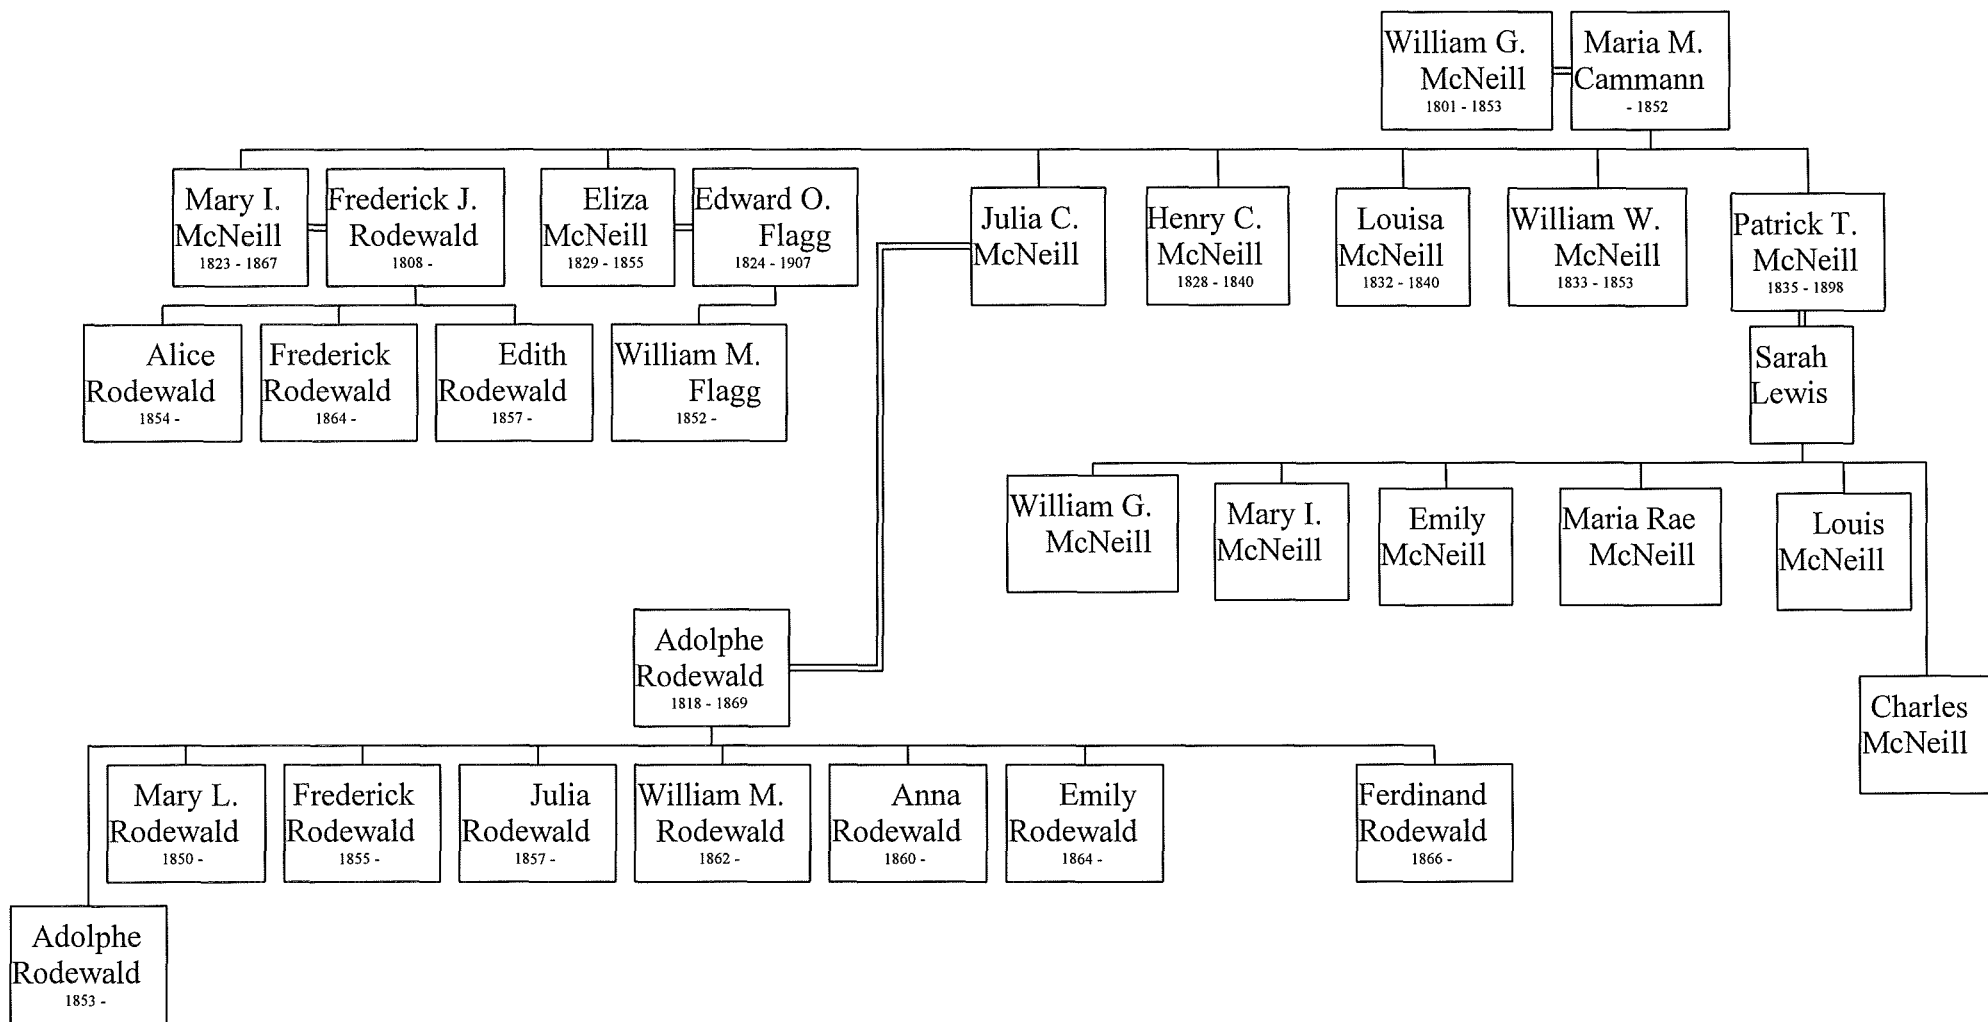 William G.
McNeill
1801 - 1853
Maria M.
Cammann
- 1852
Mary I.
McNeill
1823 - 1867
Frederick J.
Rodewald
1808 -
Eliza
McNeill
1829 - 1855
Edward O.
Flagg
1824 - 1907
Julia C.
McNeill
Henry C.
McNeill
1828 - 1840
Louisa
McNeill
1832 - 1840
William W.
McNeill
1833 - 1853
Patrick T.
McNeill
1835 - 1898
Alice
Rodewald
1854 -
Frederick
Rodewald
1864 -
Edith
Rodewald
1857 -
William M.
Flagg
1852 -
Sarah
Lewis
William G.
McNeill
Mary I.
McNeill
Emily
McNeill
Maria Rae
McNeill
Louis
McNeill
Adolphe
Rodewald
1818 - 1869
Charles
McNeill
Mary L.
Rodewald
1850 -
Frederick
Rodewald
1855 -
Julia
Rodewald
1857 -
William M.
Rodewald
1862 -
Anna
Rodewald
1860 -
Emily
Rodewald
1864 -
Ferdinand
Rodewald
1866 -
Adolphe
Rodewald
1853 -